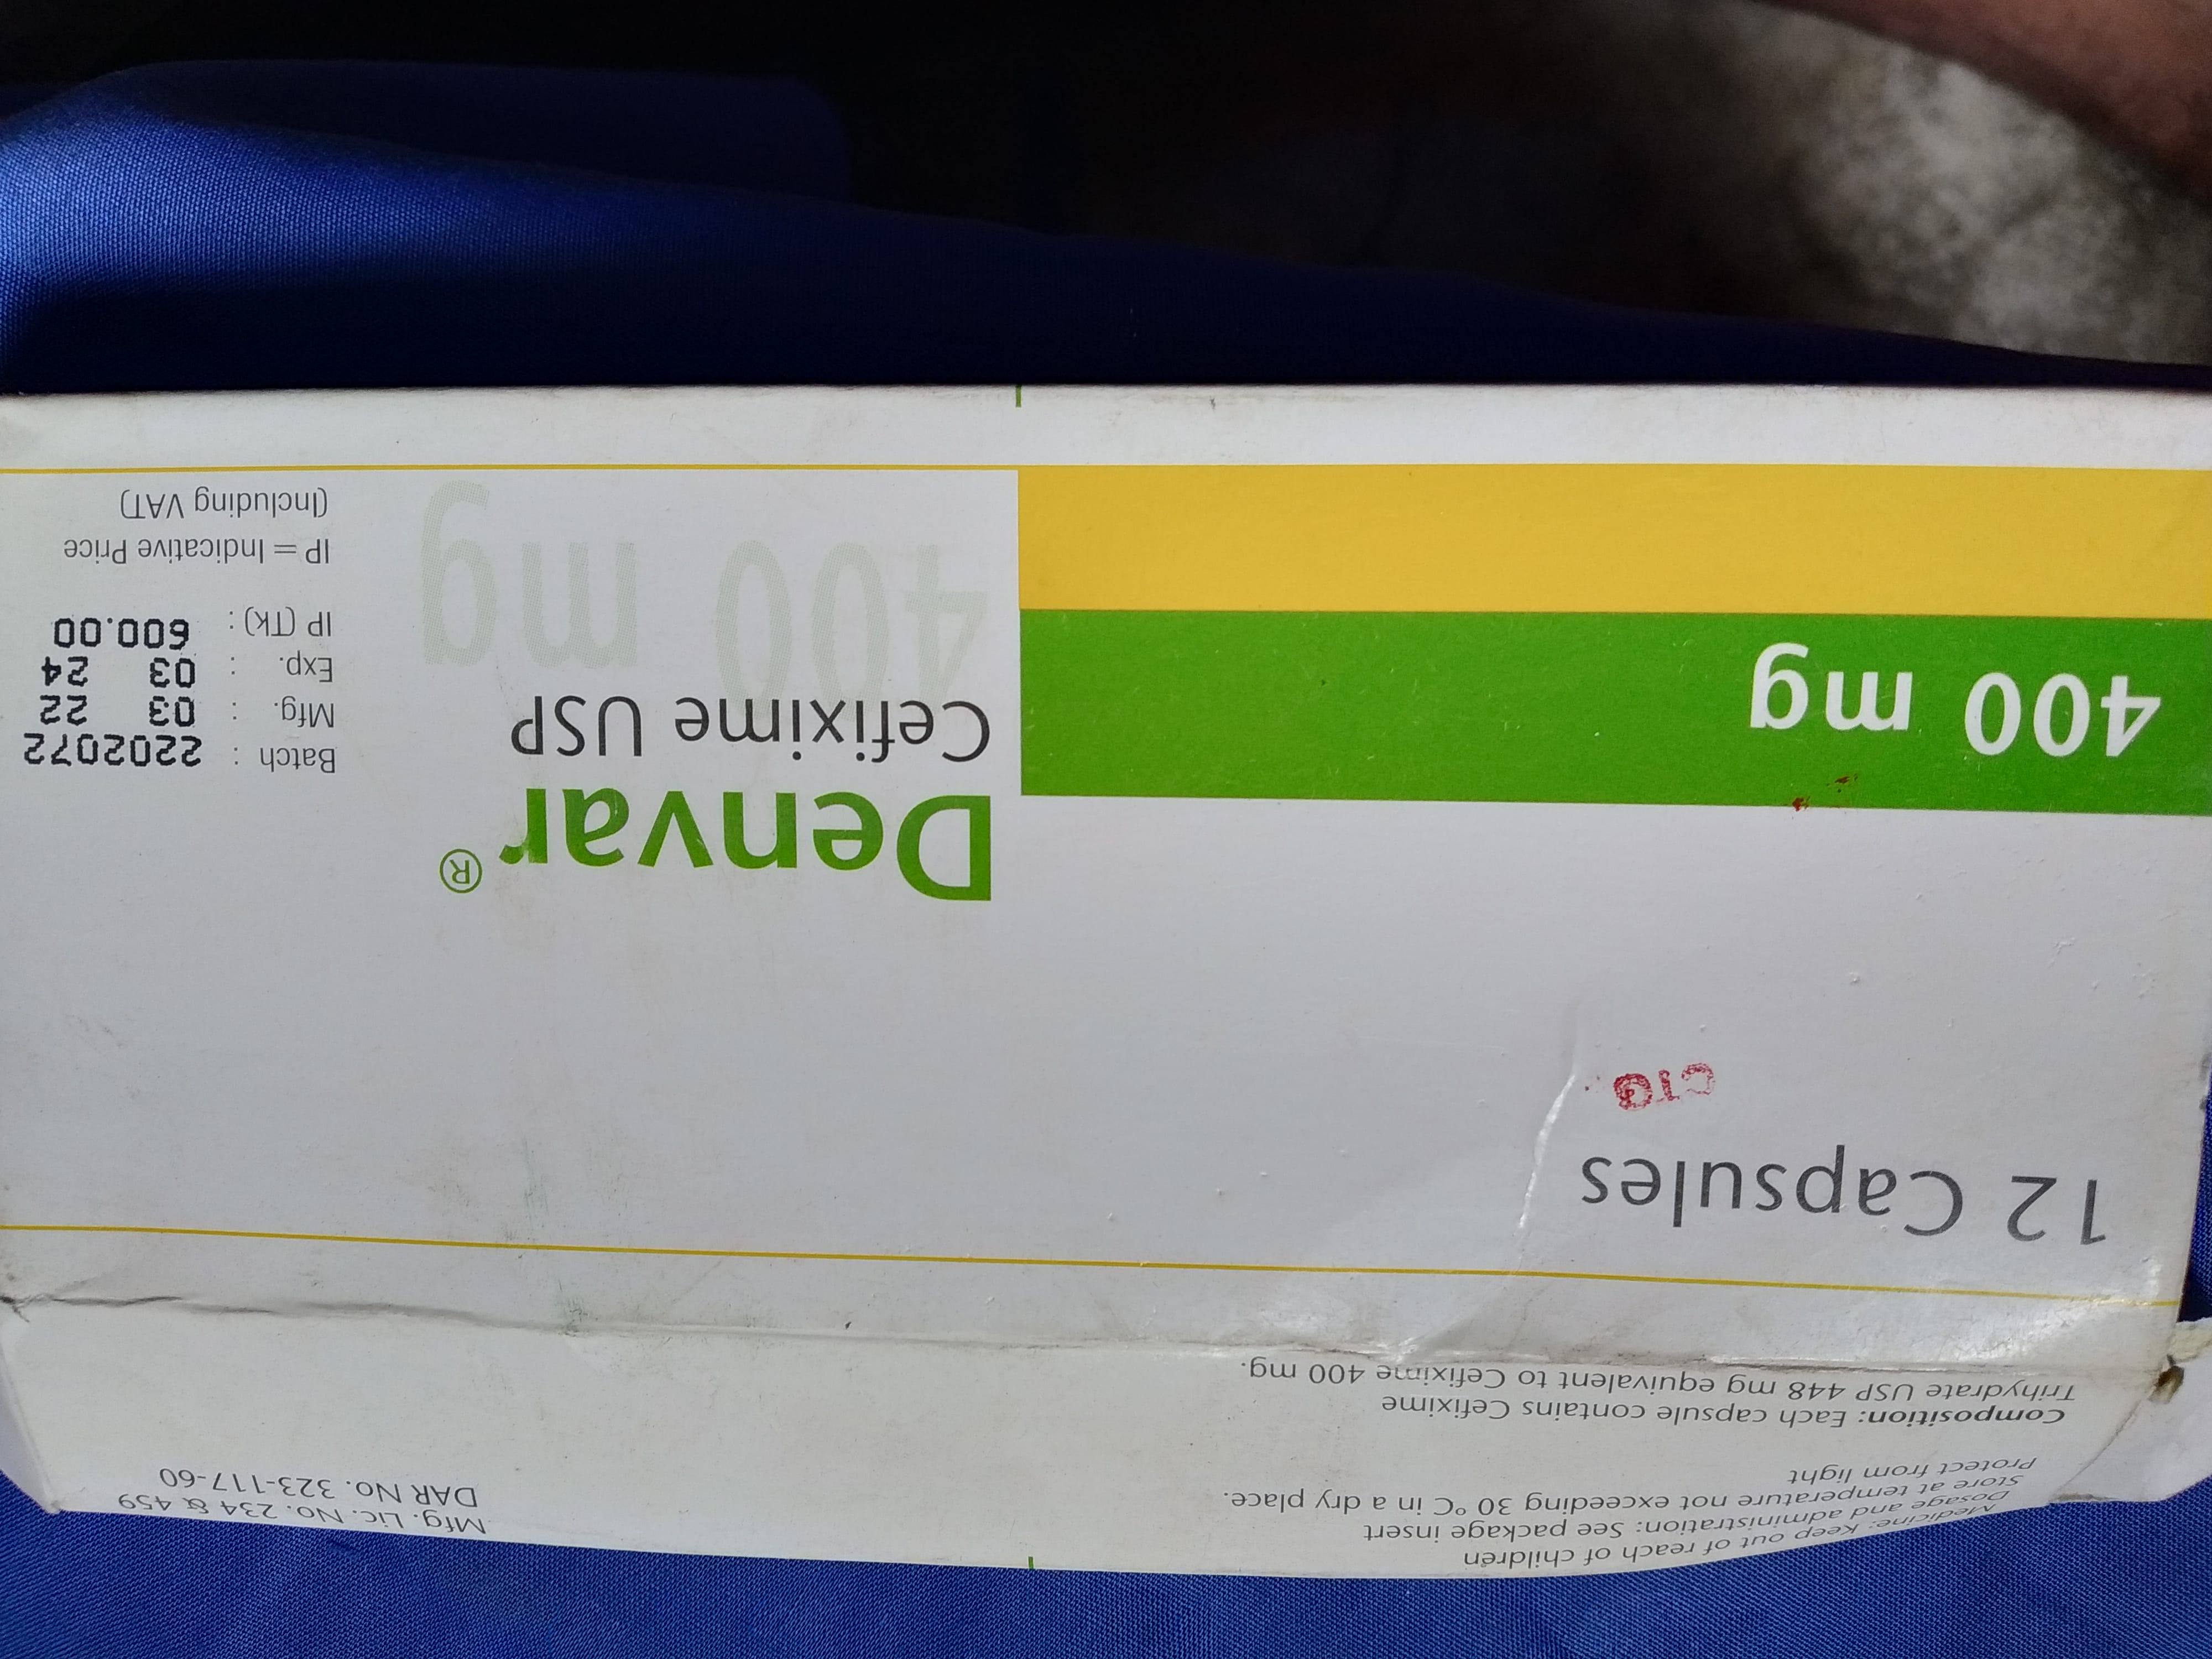 Medicine: Keep out of reach of children
Dosage and administration: See package insert
Store at temperature not exceeding 30 °C in a dry place.
Protect from light
Mfg. Lic. No. 234 & 459
DAR No. 323-117-60
Composition: Each capsule contains Cefixime
Trihydrate USP 448 mg equivalent to Cefixime 400 mg.
12 Capsules
CTG
400 mg
Denvar®
Cefixime USP
400 mg
Batch : 2202072
Mfg. : 03 22
Exp. : 03 24
IP (Tk) : 600.00
IP = Indicative Price
(Including VAT)